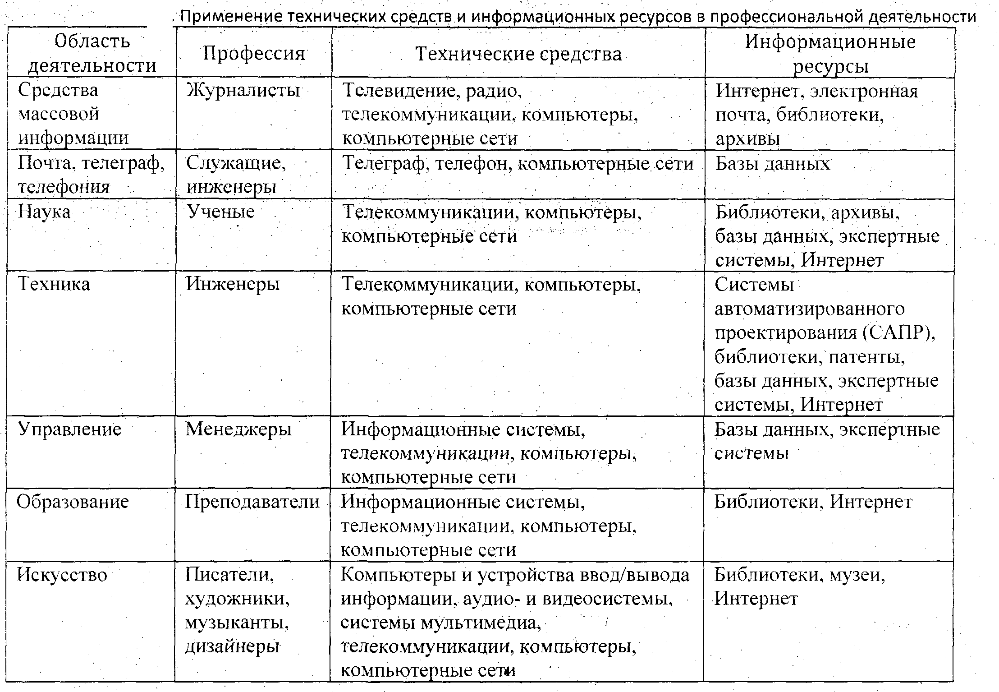 . Применение технических средств и информационных ресурсов в профессиональной деятельности
Область
деятельности
Профессия
Технические средства
Информационные
ресурсы
Средства
массовой
информации
Журналисты
Телевидение, радио,
телекоммуникации, компьютеры,
компьютерные сети
Интернет, электронная
почта, библиотеки,
архивы
Почта, телеграф,
телефония
Служащие,
инженеры
Телеграф, телефон, компьютерные сети
Базы данных
Наука
Ученые
Телекоммуникации, компьютеры,
компьютерные сети
Библиотеки, архивы,
базы данных, экспертные
системы, Интернет
Техника
Инженеры
Телекоммуникации, компьютеры,
компьютерные сети
Системы
автоматизированного
проектирования (САПР),
библиотеки, патенты,
базы данных, экспертные
системы, Интернет
Управление
Менеджеры
Информационные системы,
телекоммуникации, компьютеры,
компьютерные сети
Базы данных, экспертные
системы
Образование
Преподаватели
Информационные системы,
телекоммуникации, компьютеры,
компьютерные сети
Библиотеки, Интернет
Искусство
Писатели,
художники,
музыканты,
дизайнеры
Компьютеры и устройства ввод/вывода
информации, аудио- и видеосистемы,
системы мультимедиа,
телекоммуникации, компьютеры,
компьютерные сети
Библиотеки, музеи,
Интернет